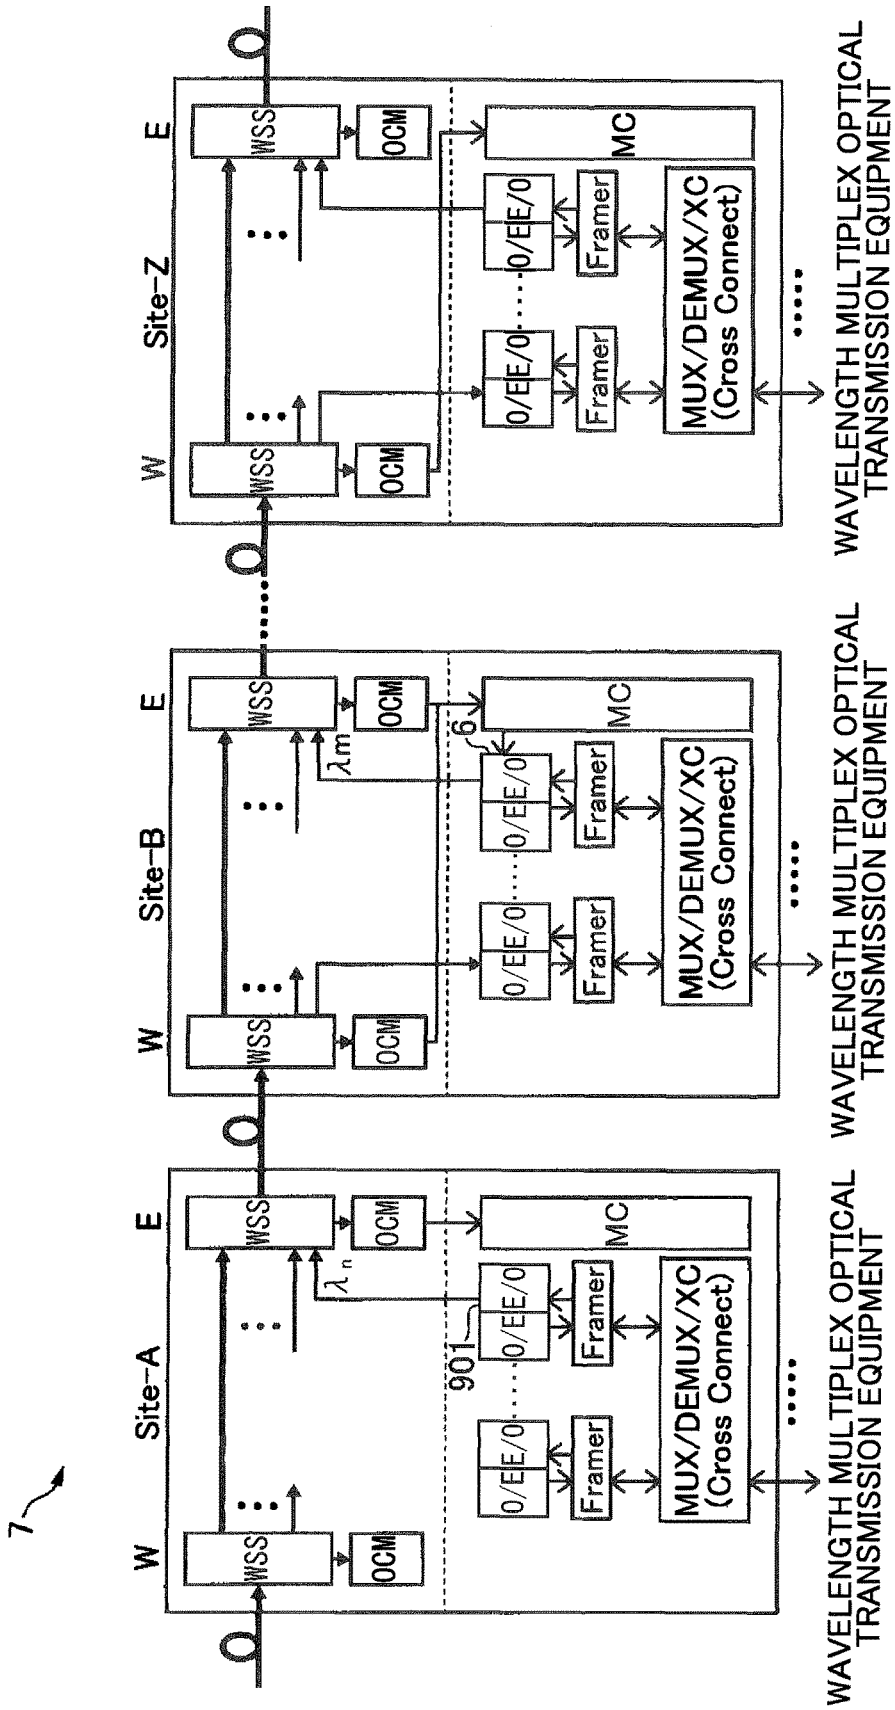 7
Site-A
W
E
WSS
WSS
OCM
OCM
λn
901
O/E E/O
O/E E/O
Framer
Framer
MC
MUX/DEMUX/XC
(Cross Connect)
WAVELENGTH MULTIPLEX OPTICAL
TRANSMISSION EQUIPMENT
Site-B
W
E
WSS
WSS
OCM
OCM
λm
6
O/E E/O
O/E E/O
Framer
Framer
MC
MUX/DEMUX/XC
(Cross Connect)
WAVELENGTH MULTIPLEX OPTICAL
TRANSMISSION EQUIPMENT
Site-Z
W
E
WSS
WSS
OCM
OCM
O/E E/O
O/E E/O
Framer
Framer
MC
MUX/DEMUX/XC
(Cross Connect)
WAVELENGTH MULTIPLEX OPTICAL
TRANSMISSION EQUIPMENT